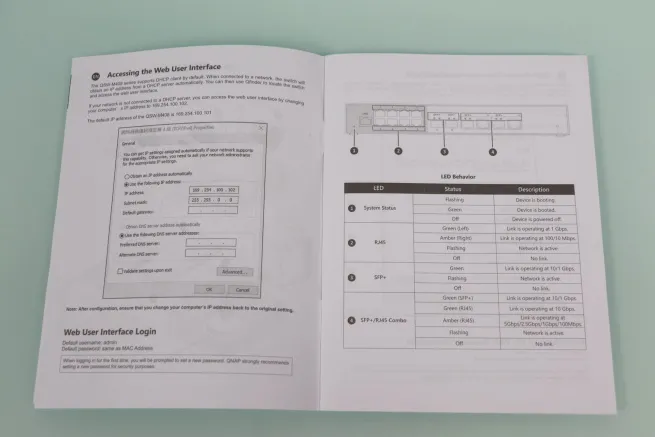 EN Accessing the Web User Interface
The QSW-M408 series supports DHCP client by default. When connected to a network, the switch will
obtain an IP address from a DHCP server automatically. You can then use Qfinder to locate the switch
and access the web user interface.
If your network is not connected to a DHCP server, you can access the web user interface by changing
your computer's IP address to 169.254.100.102.
The default IP address of the QSW-M408 is 169.254.100.101
(TCP/IPv4) Properties
General
You can get IP settings assigned automatically if your network supports
this capability. Otherwise, you need to ask your network administrator
for the appropriate IP settings.
Obtain an IP address automatically
Use the following IP address:
IP address: 169 . 254 . 100 . 102
Subnet mask: 255 . 255 . 0 . 0
Default gateway: . . .
Obtain DNS server address automatically
Use the following DNS server addresses:
Preferred DNS server: . . .
Alternate DNS server: . . .
Validate settings upon exit
Advanced...
OK Cancel
Note: After configuration, ensure that you change your computer's IP address back to the original setting.
Web User Interface Login
Default username: admin
Default password: same as MAC Address
When logging in for the first time, you will be prompted to set a new password. QNAP strongly recommends
setting a new password for security purposes.
1 2 3 4
LED Behavior
LED Status Description
1 System Status
Flashing Device is booting.
Green Device is booted.
Off Device is powered off.
2 RJ45
Green (Left) Link is operating at 1 Gbps.
Amber (Right) Link is operating at 100/10 Mbps.
Flashing Network is active.
Off No link.
3 SFP+
Green Link is operating at 10/1 Gbps.
Flashing Network is active.
Off No link.
4 SFP+/RJ45 Combo
Green (SFP+) Link is operating at 10/1 Gbps.
Green (RJ45) Link is operating at 10 Gbps.
Amber (RJ45) Link is operating at
5Gbps/2.5Gbps/1Gbps/100Mbps.
Flashing Network is active.
Off No link.